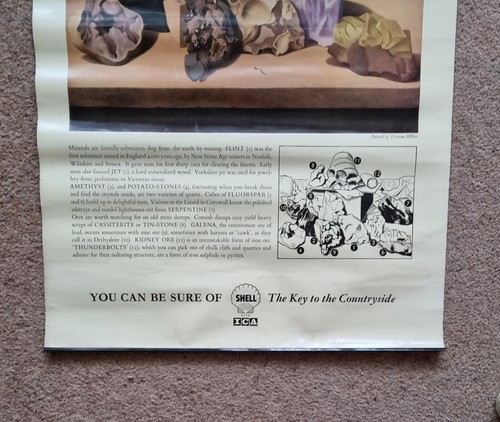 Painted by Tristram Hillier
Minerals are literally substances dug from the earth by mining. FLINT (1) was the
first substance mined in England 4,000 years ago, by New Stone Age miners in Norfolk,
Wiltshire and Sussex. It gave man his first sharp axes for clearing the forests. Early
man also fancied JET (2), a hard mineralized wood. Yorkshire jet was used for jewel-
lery from prehistoric to Victorian times.
AMETHYST (3), and POTATO-STONES (4), fascinating when you break them
and find the crystals inside, are two varieties of quartz. Cubes of FLUORSPAR (5
and 6) build up to delightful tints. Visitors to the Lizard in Cornwall know the polished
ashtrays and model lighthouses cut from SERPENTINE (7).
Ores are worth searching for on old mine dumps. Cornish dumps may yield heavy
scraps of CASSITERITE or TIN-STONE (8). GALENA, the commonest ore of
lead, occurs sometimes with zinc ore (9), sometimes with barytes or 'cawk', as they
call it in Derbyshire (10). KIDNEY ORE (11) is an unmistakable form of iron ore.
'THUNDERBOLTS' (12), which you can pick out of chalk cliffs and quarries and
admire for their radiating structure, are a form of iron sulphide or pyrites.
YOU CAN BE SURE OF SHELL The Key to the Countryside
WITH
ICA